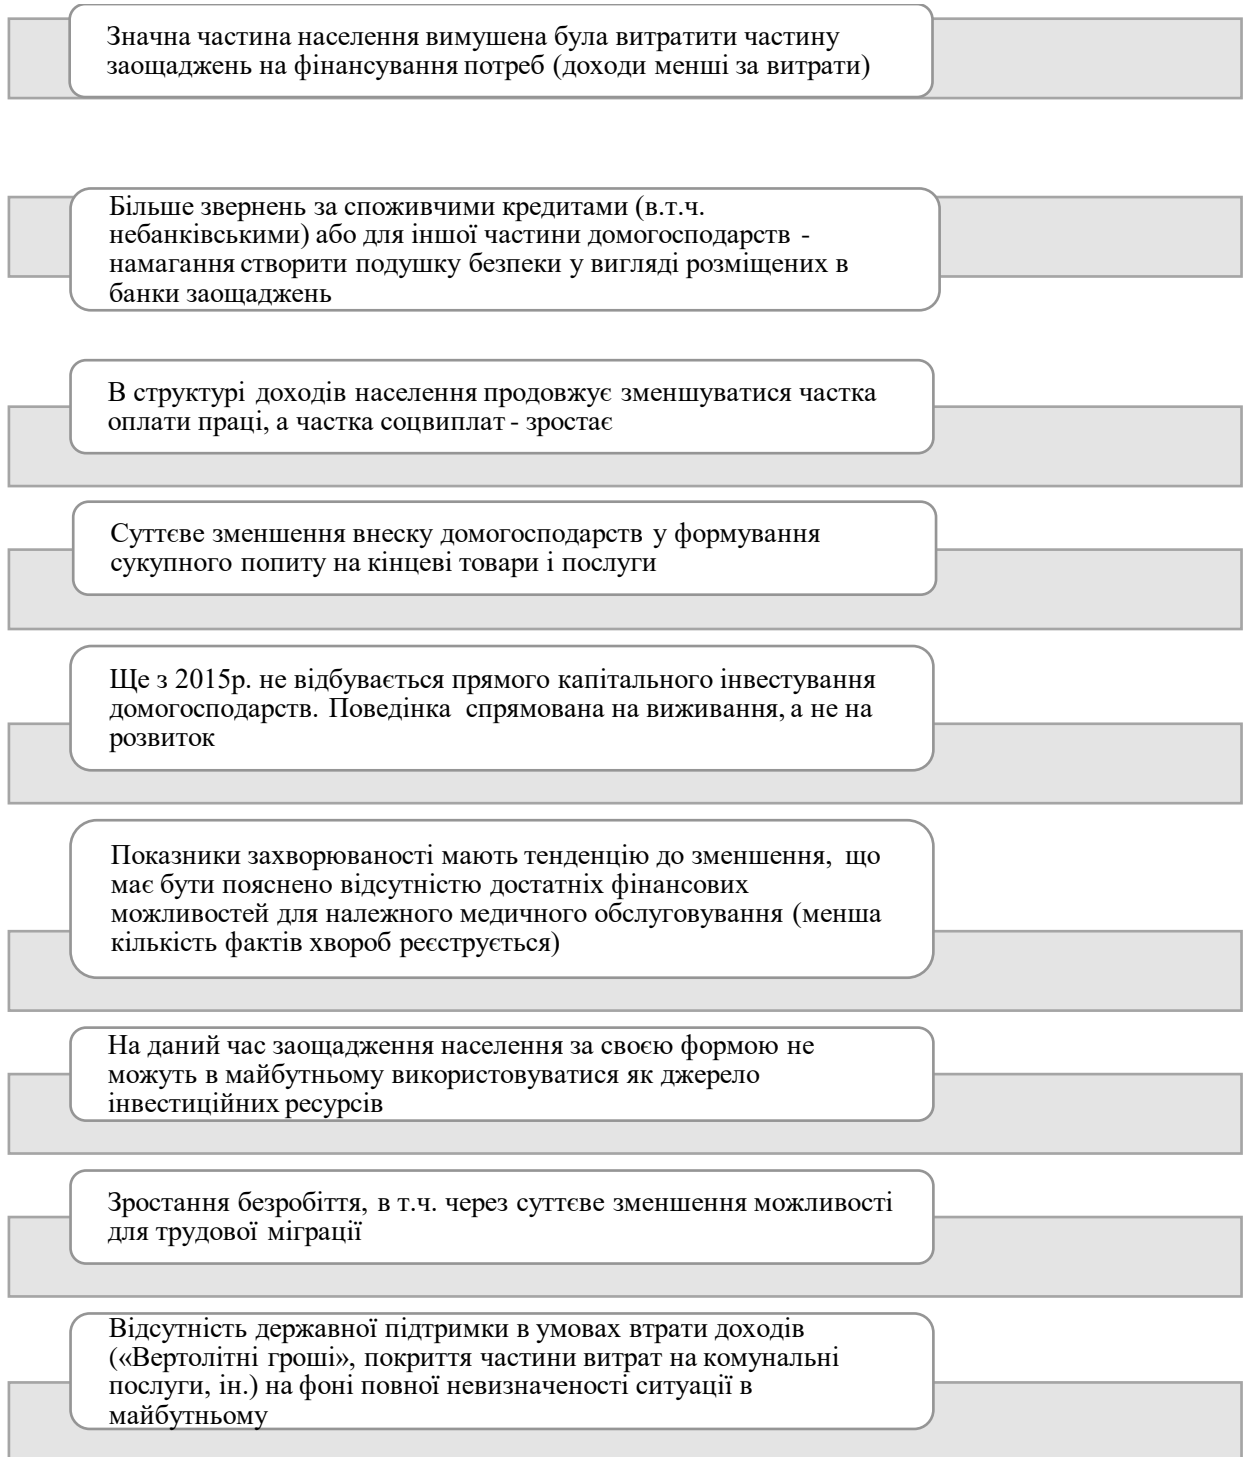 Значна частина населення вимушена була витратити частину
заощаджень на фінансування потреб (доходи менші за витрати)
Більше звернень за споживчими кредитами (в.т.ч.
небанківськими) або для іншої частини домогосподарств -
намагання створити подушку безпеки у вигляді розміщених в
банки заощаджень
В структурі доходів населення продовжує зменшуватися частка
оплати праці, а частка соцвиплат - зростає
Суттєве зменшення внеску домогосподарств у формування
сукупного попиту на кінцеві товари і послуги
Ще з 2015р. не відбувається прямого капітального інвестування
домогосподарств. Поведінка спрямована на виживання, а не на
розвиток
Показники захворюваності мають тенденцію до зменшення, що
має бути пояснено відсутністю достатніх фінансових
можливостей для належного медичного обслуговування (менша
кількість фактів хвороб реєструється)
На даний час заощадження населення за своєю формою не
можуть в майбутньому використовуватися як джерело
інвестиційних ресурсів
Зростання безробіття, в т.ч. через суттєве зменшення можливості
для трудової міграції
Відсутність державної підтримки в умовах втрати доходів
(«Вертолітні гроші», покриття частини витрат на комунальні
послуги, ін.) на фоні повної невизначеності ситуації в
майбутньому